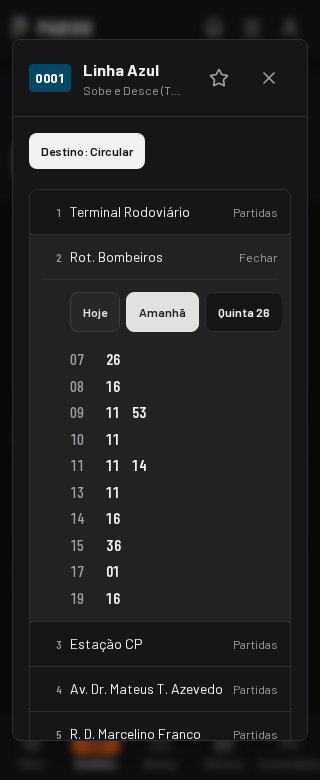 0001 Linha Azul
Sobe e Desce (T...
Destino: Circular
1 Terminal Rodoviário Partidas
2 Rot. Bombeiros Fechar
Hoje Amanhã Quinta 26
07 26
08 16
09 11 53
10 11
11 11 14
13 11
14 16
15 36
17 01
19 16
3 Estação CP Partidas
4 Av. Dr. Mateus T. Azevedo Partidas
5 R. D. Marcelino Franco Partidas